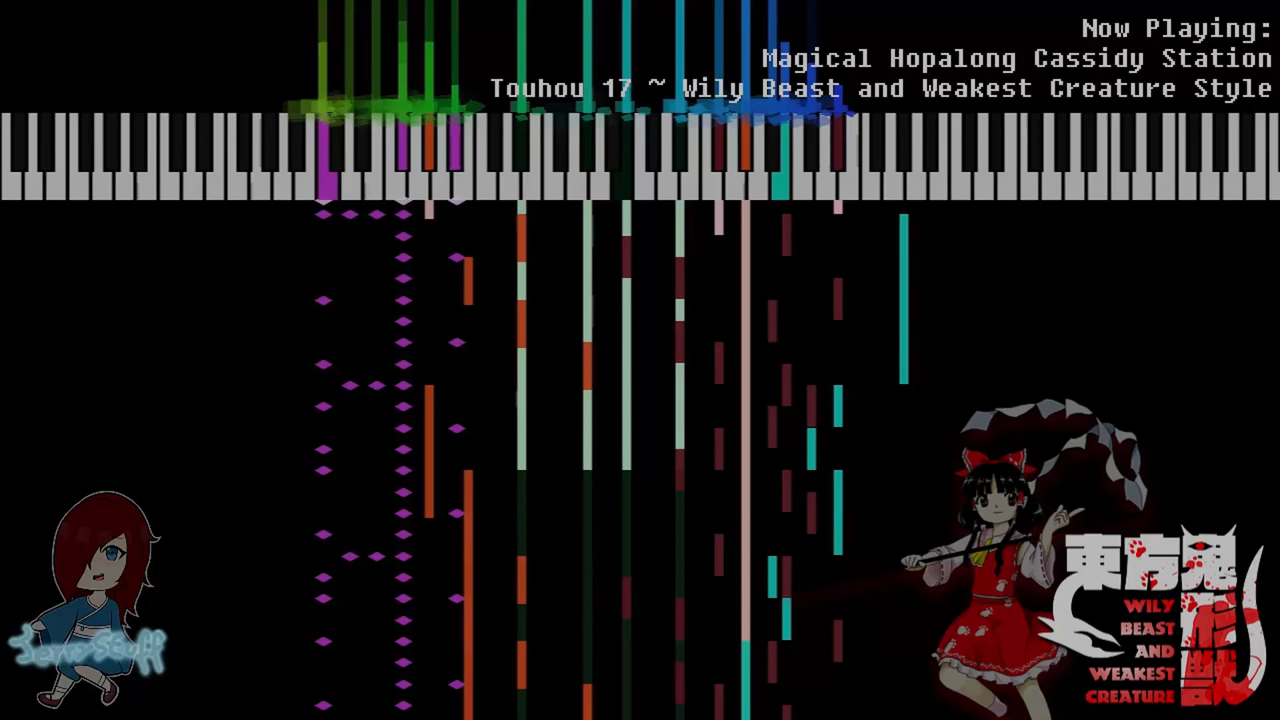 Now Playing:
Magical Hopalong Cassidy Station
Touhou 17 ~ Wily Beast and Weakest Creature Style
東方鬼
形獣
WILY
BEAST
AND
WEAKEST
CREATURE